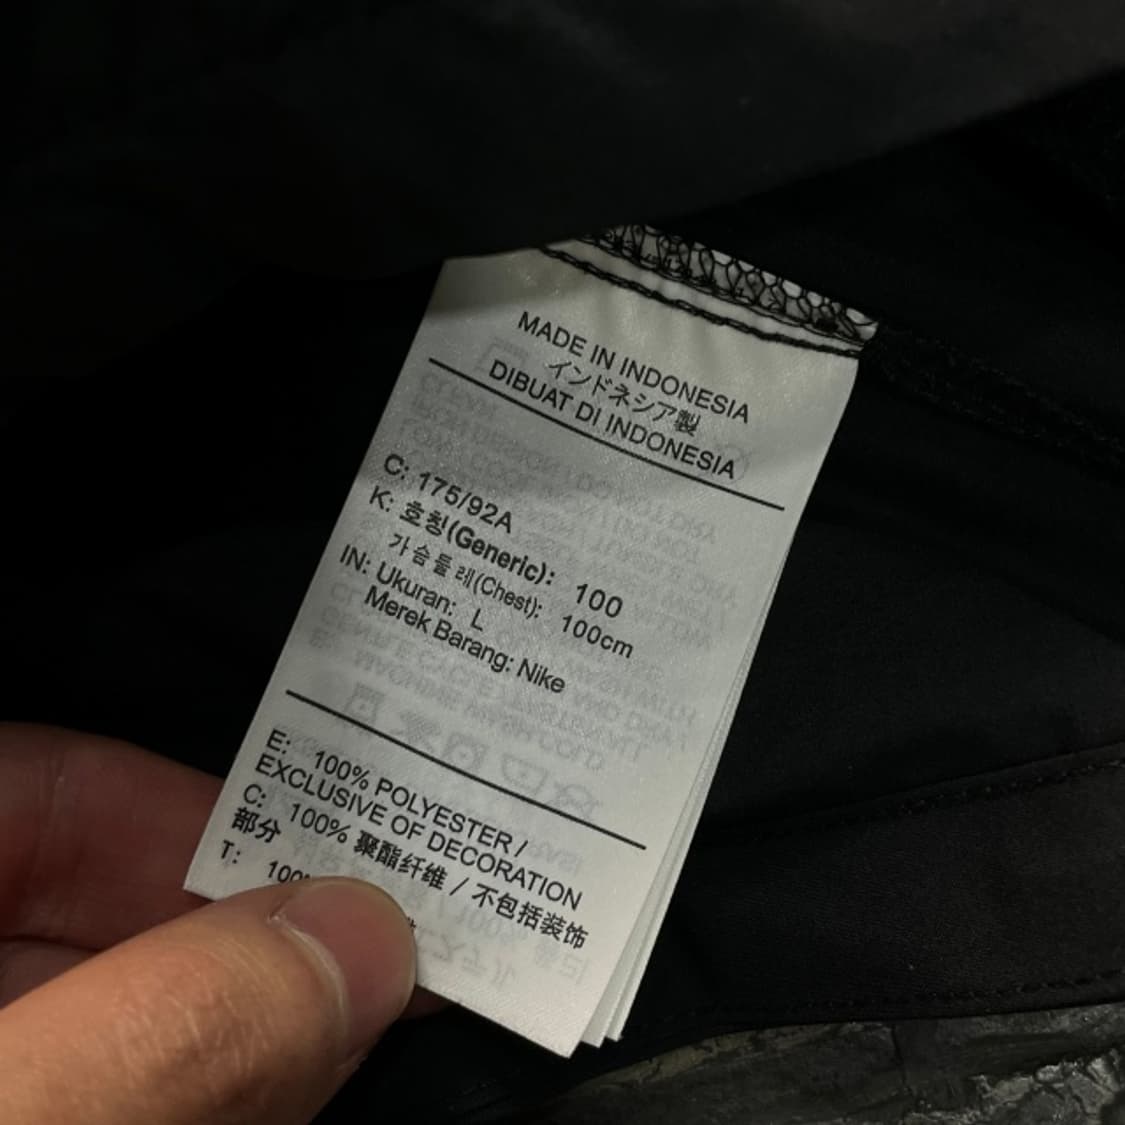 MADE IN INDONESIA
インドネシア製
DIBUAT DI INDONESIA
C: 175/92A
K: 호칭(Generic): 100
가슴둘레(Chest): 100cm
IN: Ukuran: L
Merek Barang: Nike
E: 100% POLYESTER /
EXCLUSIVE OF DECORATION
C: 100% 聚酯纤维 / 不包括装饰
部分
T: 100%